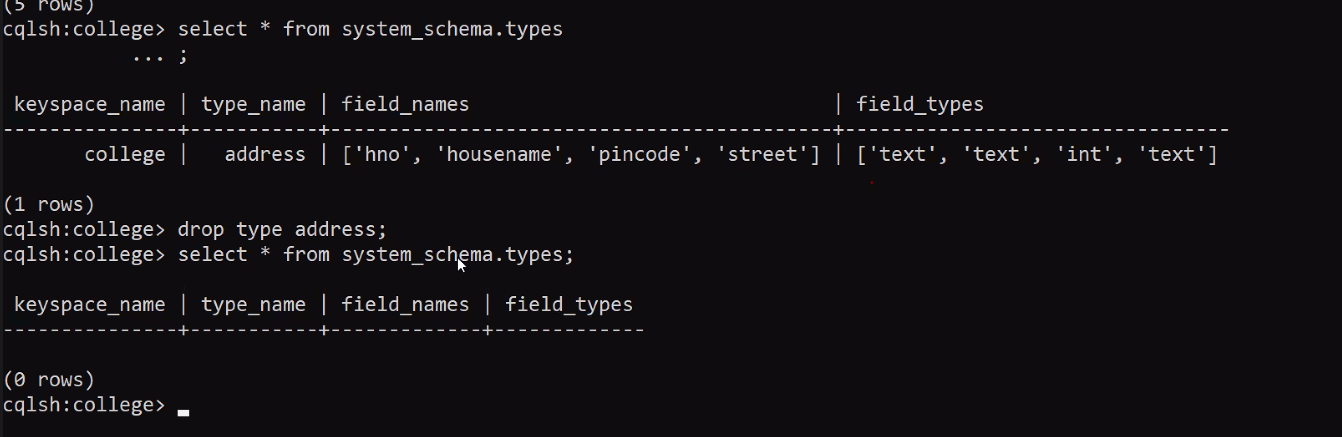 (5 rows)
cqlsh:college> select * from system_schema.types
           ... ;

 keyspace_name | type_name | field_names                                   | field_types
---------------+-----------+-----------------------------------------------+---------------------------------
       college |   address | ['hno', 'housename', 'pincode', 'street'] | ['text', 'text', 'int', 'text']

(1 rows)
cqlsh:college> drop type address;
cqlsh:college> select * from system_schema.types;

 keyspace_name | type_name | field_names | field_types
---------------+-----------+-------------+-------------

(0 rows)
cqlsh:college>